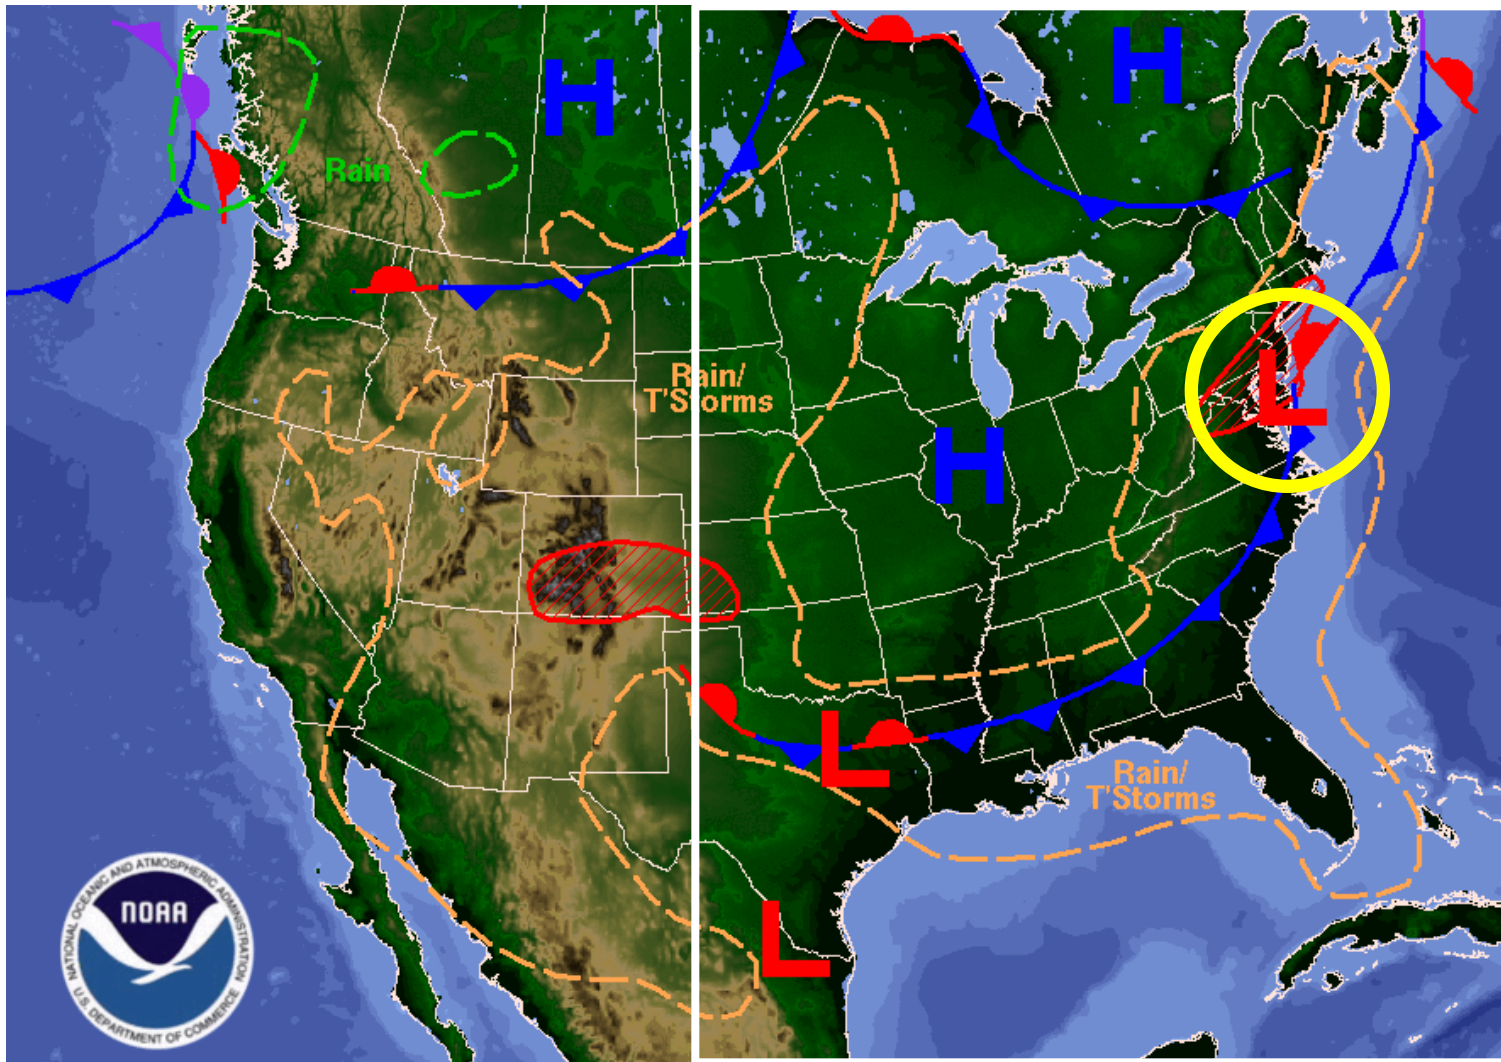 H
H
Rain
Rain/
T'Storms
L
H
L
Rain/
T'Storms
L
NATIONAL OCEANIC AND ATMOSPHERIC ADMINISTRATION
NOAA
U.S. DEPARTMENT OF COMMERCE